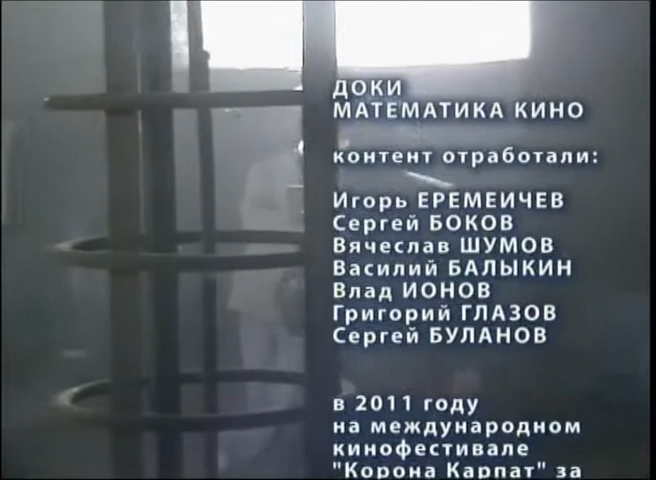 ДОКИ
МАТЕМАТИКА КИНО
контент отработали:
Игорь ЕРЕМЕИЧЕВ
Сергей БОКОВ
Вячеслав ШУМОВ
Василий БАЛЫКИН
Влад ИОНОВ
Григорий ГЛАЗОВ
Сергей БУЛАНОВ
в 2011 году
на международном
кинофестивале
"Корона Карпат" за